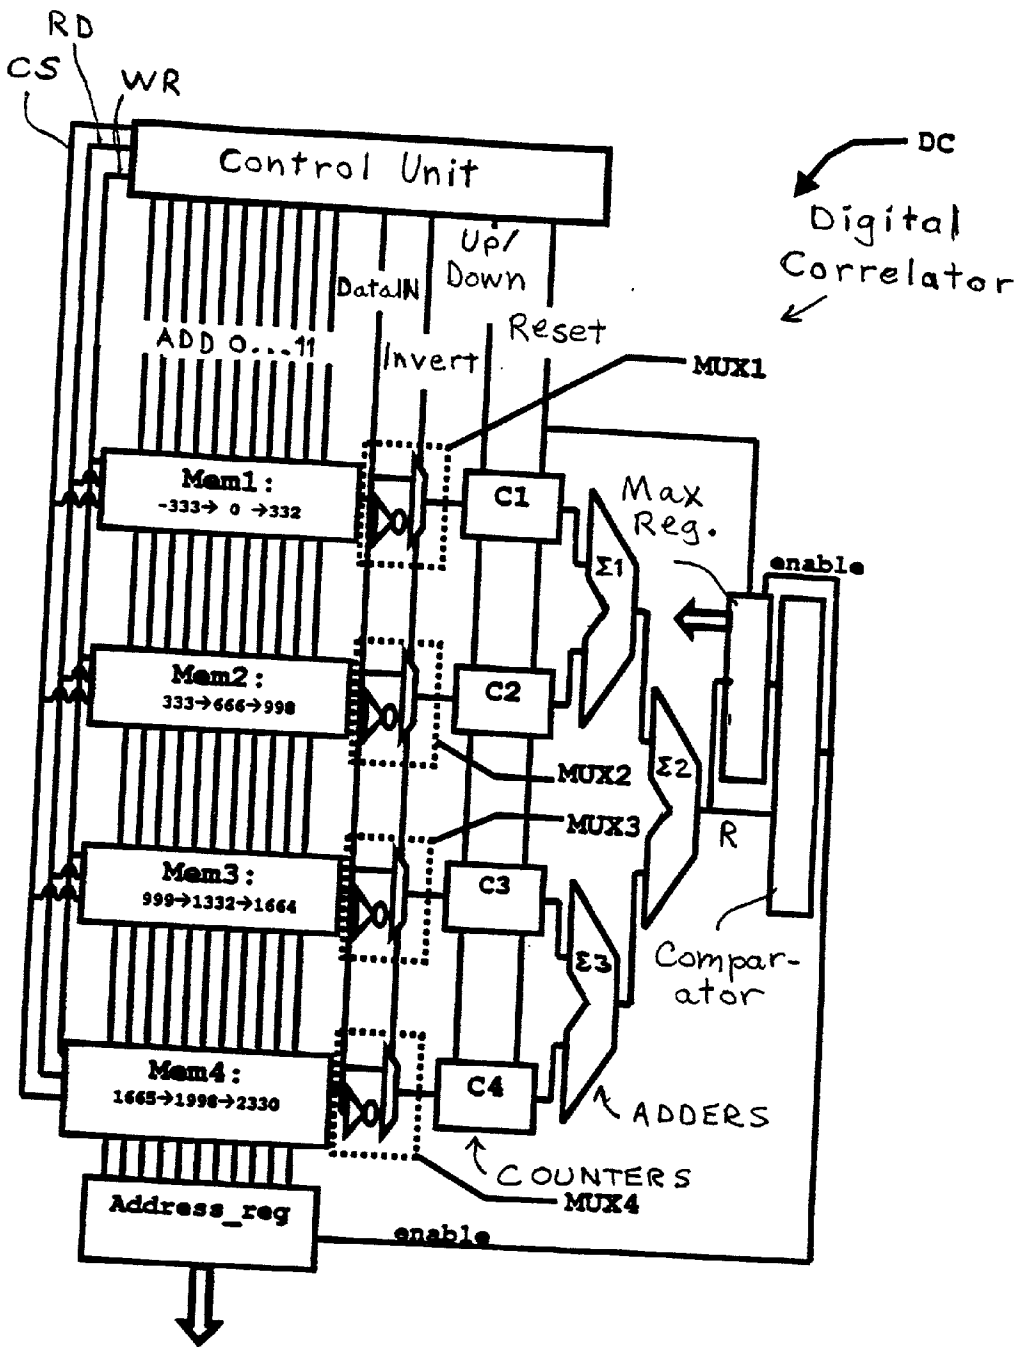 RD
CS
WR
Control Unit
DC
Digital
Correlator
Up/
Down
DataIN
Reset
ADD 0...11
Invert
MUX1
Mem1:
-333→ 0 →332
C1
Max
Reg.
Σ1
enable
Mem2:
333→666→998
C2
MUX2
Σ2
MUX3
R
Mem3:
999→1332→1664
C3
Σ3
Compar-
ator
Mem4:
1665→1998→2330
C4
ADDERS
COUNTERS
MUX4
Address_reg
enable